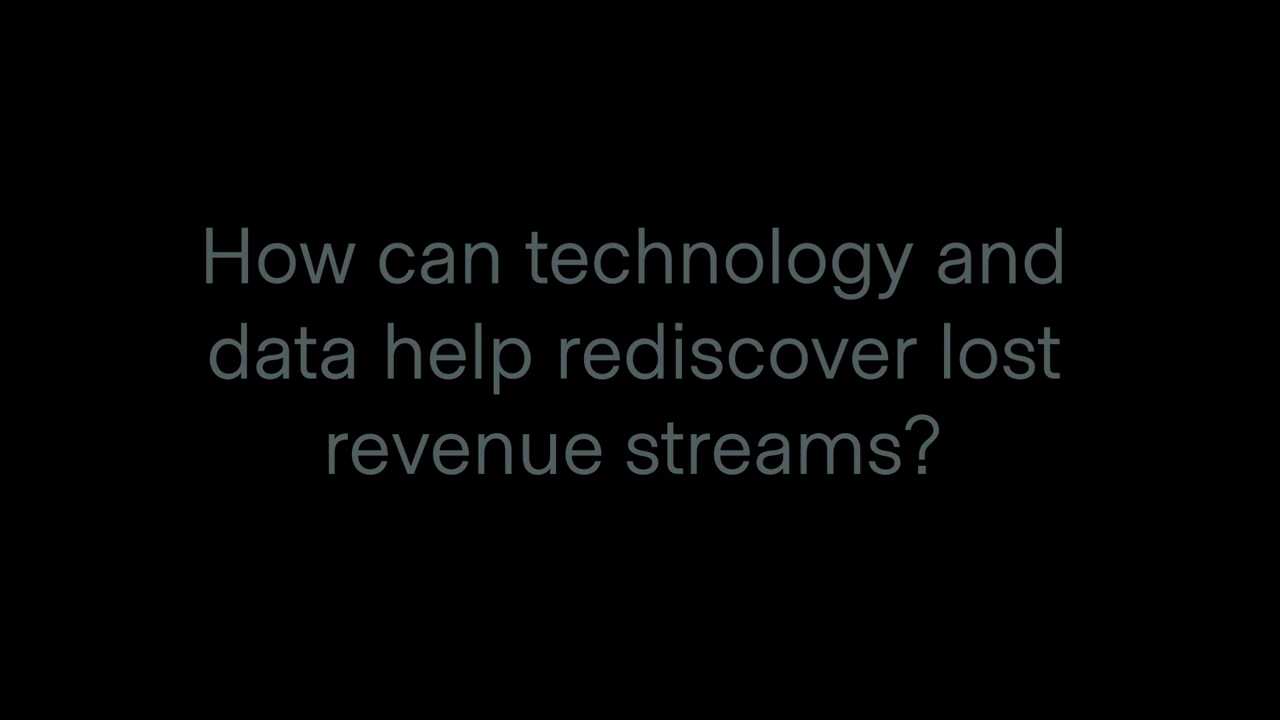 How can technology and
data help rediscover lost
revenue streams?